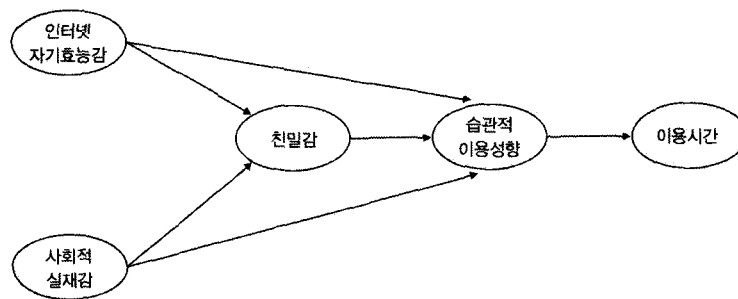 인터넷
자기효능감
친밀감
습관적
이용성향
이용시간
사회적
실재감